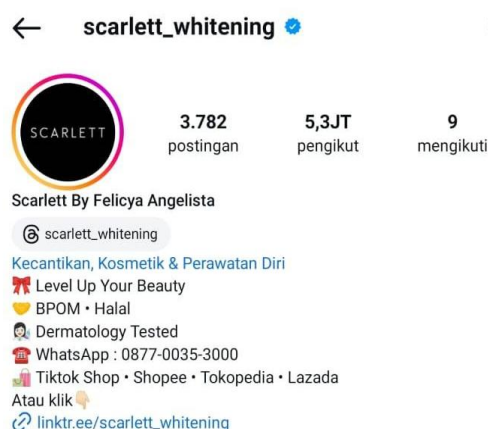 scarlett_whitening
SCARLETT
3.782 5,3JT 9
postingan pengikut mengikuti
Scarlett By Felicya Angelista
scarlett_whitening
Kecantikan, Kosmetik & Perawatan Diri
🎀 Level Up Your Beauty
🤝 BPOM • Halal
👩🏻‍⚕️ Dermatology Tested
☎️ WhatsApp : 0877-0035-3000
🛍️ Tiktok Shop • Shopee • Tokopedia • Lazada
Atau klik👇🏻
linktr.ee/scarlett_whitening